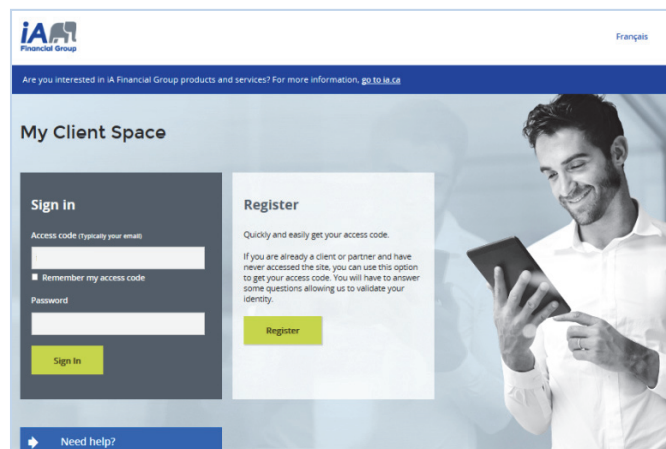 iA
Financial Group
Français
Are you interested in iA Financial Group products and services? For more information, go to ia.ca
My Client Space
Sign in
Access code (Typically your email)
Remember my access code
Password
Sign In
Register
Quickly and easily get your access code.
If you are already a client or partner and have
never accessed the site, you can use this option
to get your access code. You will have to answer
some questions allowing us to validate your
identity.
Register
Need help?